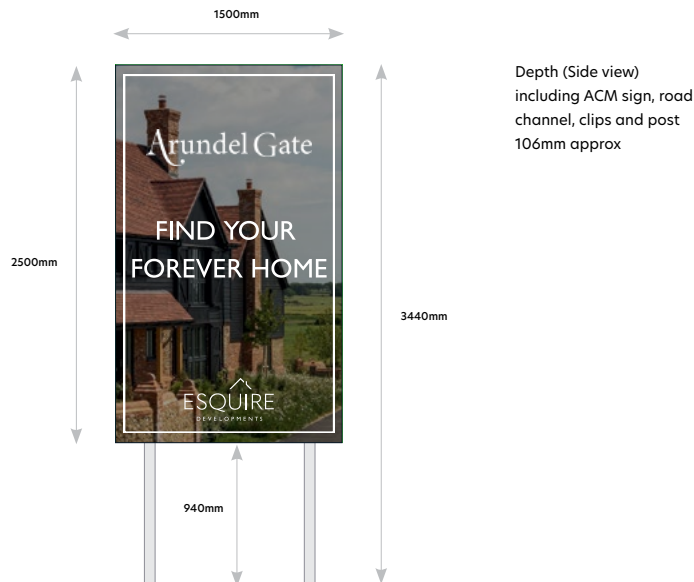 1500mm
Depth (Side view)
including ACM sign, road
channel, clips and post
106mm approx
Arundel Gate
FIND YOUR
FOREVER HOME
2500mm
3440mm
ESQUIRE
DEVELOPMENTS
940mm